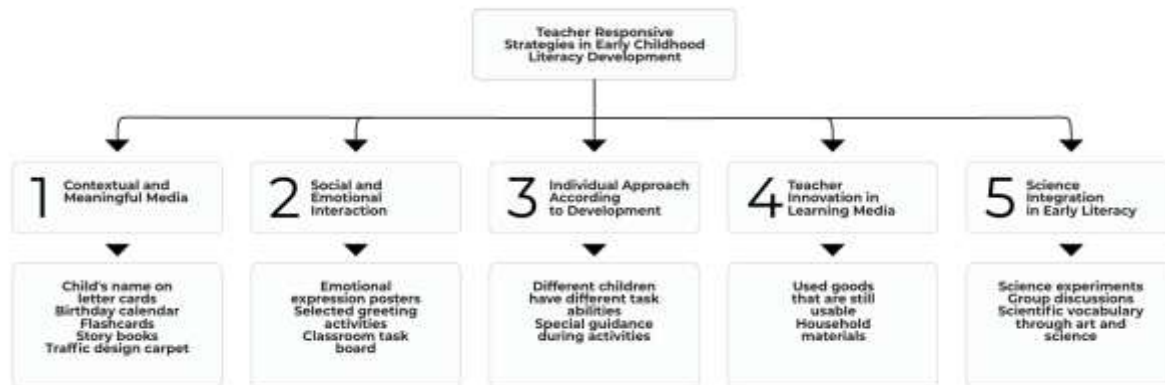 Teacher Responsive
Strategies in Early Childhood
Literacy Development
1
Contextual and
Meaningful Media
2
Social and
Emotional
Interaction
3
Individual Approach
According
to Development
4
Teacher
Innovation in
Learning Media
5
Science
Integration
in Early Literacy
Child's name on
letter cards
Birthday calendar
Flashcards
Story books
Traffic design carpet
Emotional
expression posters
Selected greeting
activities
Classroom task
board
Different children
have different task
abilities
Special guidance
during activities
Used goods
that are still
usable
Household
materials
Science experiments
Group discussions
Scientific vocabulary
through art and
science